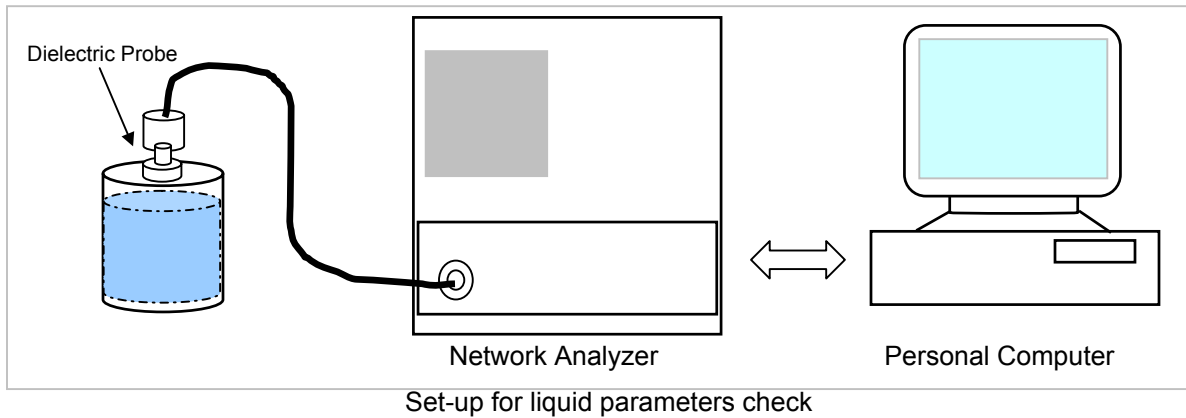 Dielectric Probe
Network Analyzer
Personal Computer
Set-up for liquid parameters check